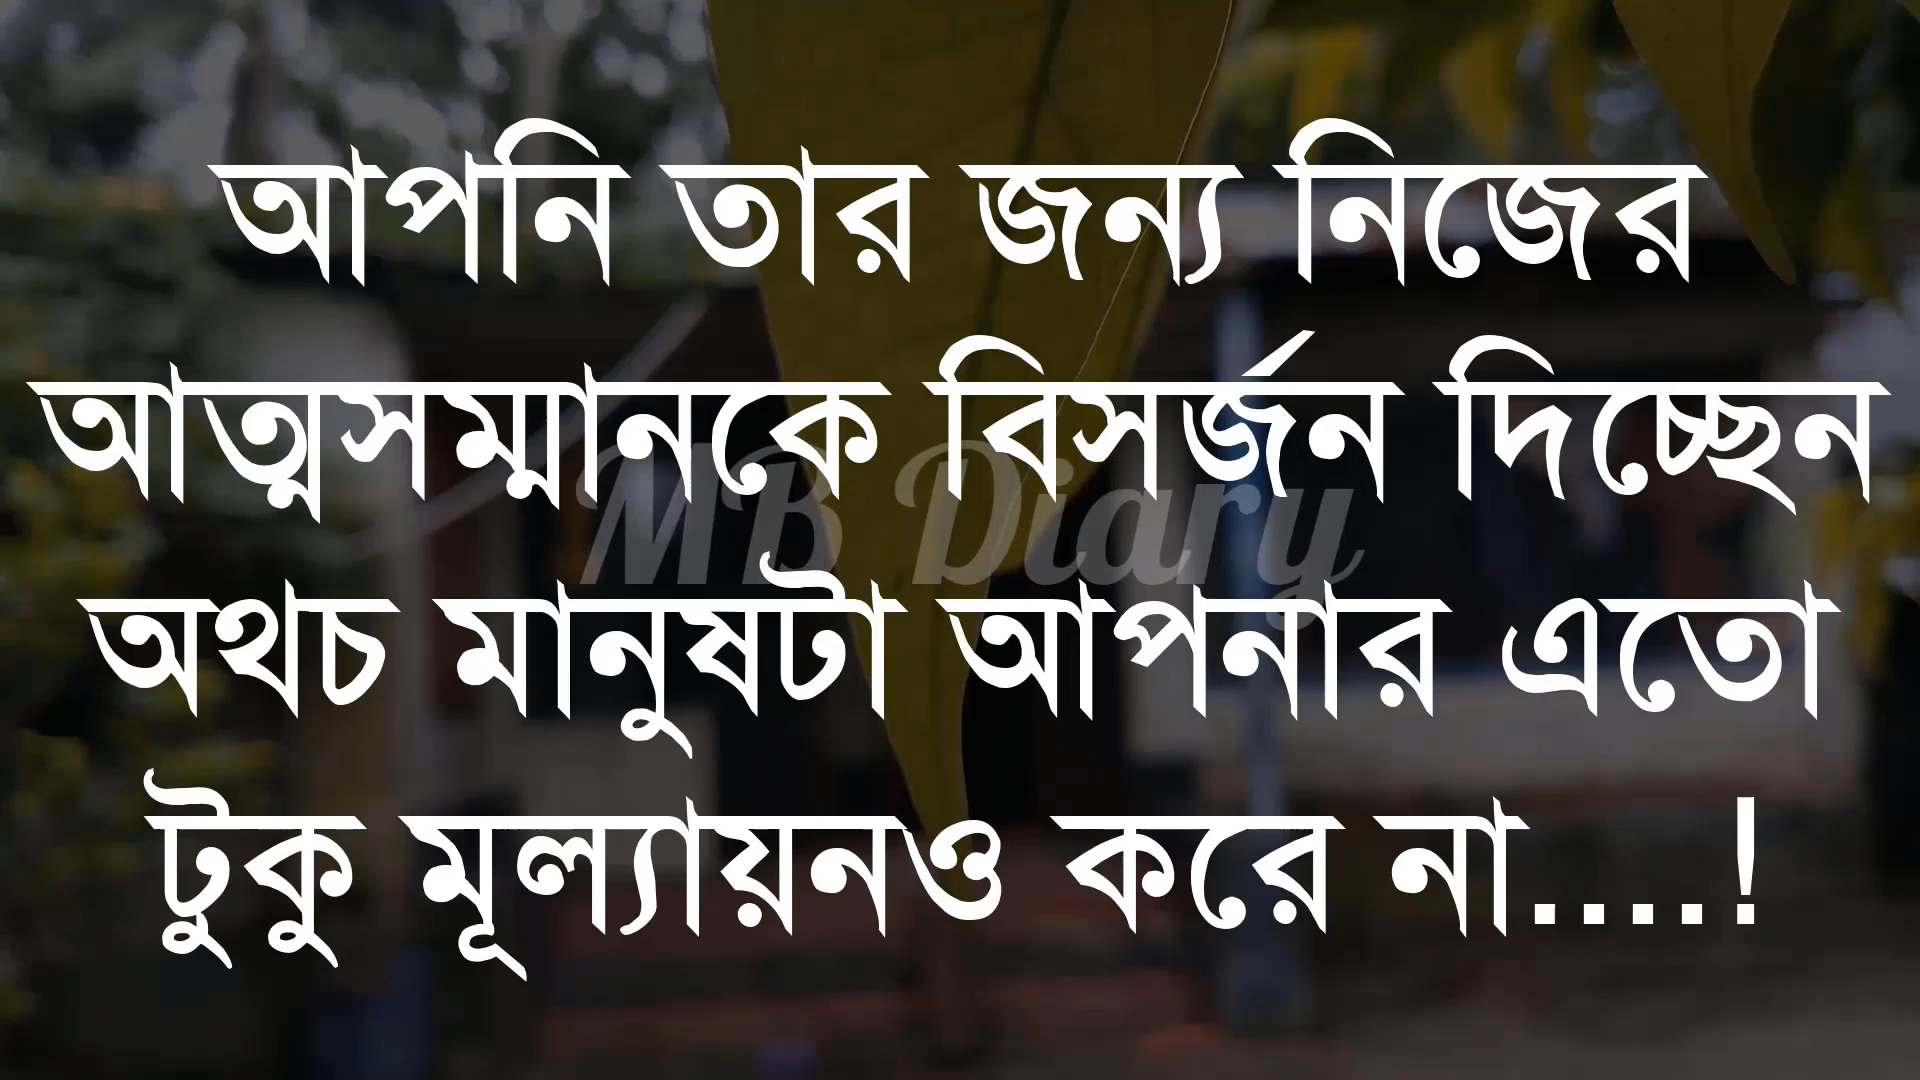 আপনি তার জন্য নিজের
আত্মসম্মানকে বিসর্জন দিচ্ছেন
MB Diary
অথচ মানুষটা আপনার এতো
টুকু মূল্যায়নও করে না....!